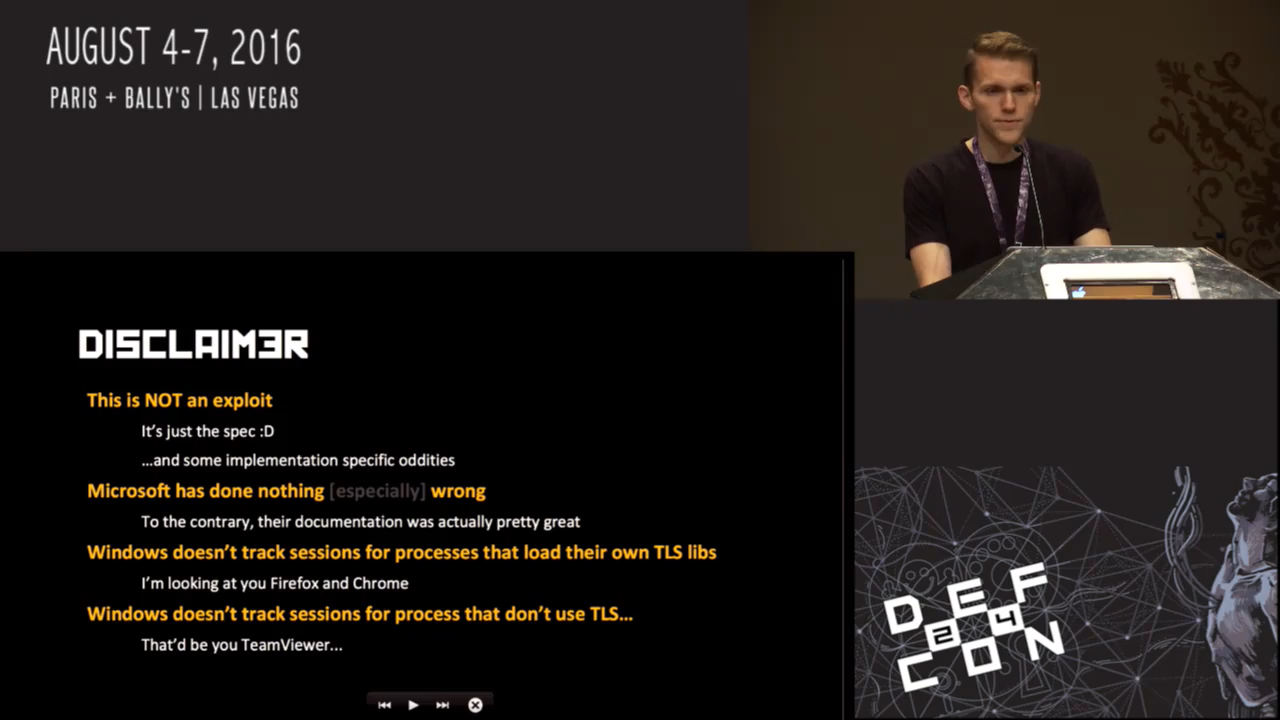 AUGUST 4-7, 2016
PARIS + BALLY'S | LAS VEGAS
DISCLAIMER
This is NOT an exploit
It's just the spec :D
...and some implementation specific oddities
Microsoft has done nothing [especially] wrong
To the contrary, their documentation was actually pretty great
Windows doesn't track sessions for processes that load their own TLS libs
I'm looking at you Firefox and Chrome
Windows doesn't track sessions for process that don't use TLS...
That'd be you TeamViewer...
DEF
24
CON